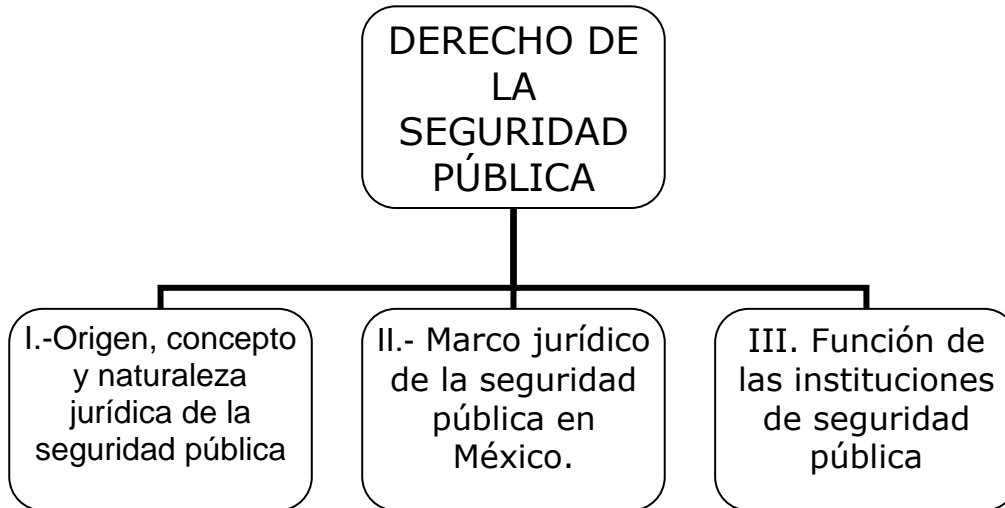 DERECHO DE
LA
SEGURIDAD
PÚBLICA
I.-Origen, concepto
y naturaleza
jurídica de la
seguridad pública
II.- Marco jurídico
de la seguridad
pública en
México.
III. Función de
las instituciones
de seguridad
pública